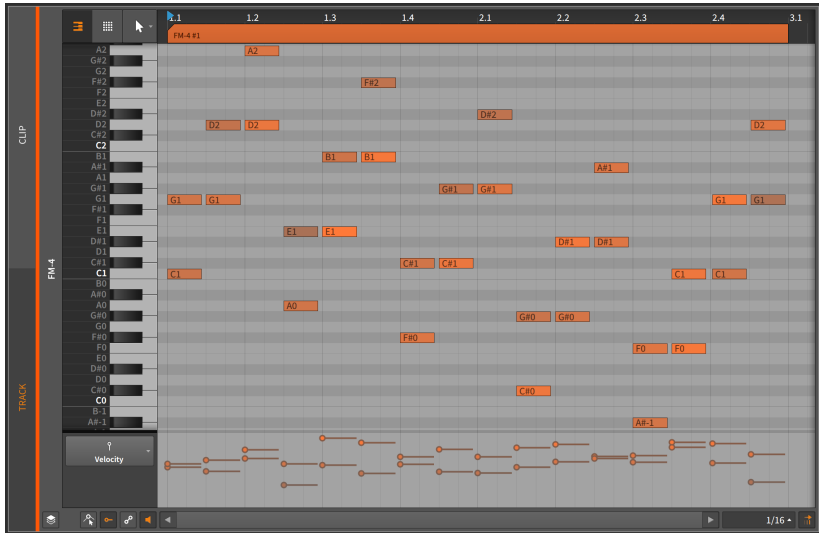 1.1 1.2 1.3 1.4 2.1 2.2 2.3 2.4 3.1
FM-4 #1
CLIP
TRACK
FM-4
A2 A2
G#2
G2
F#2 F#2
F2
E2
D#2 D#2
D2 D2 D2 D2
C#2
C2
B1 B1 B1
A#1 A#1
A1
G#1 G#1 G#1
G1 G1 G1 G1 G1
F#1
F1
E1 E1 E1
D#1 D#1 D#1
D1
C#1 C#1 C#1
C1 C1 C1 C1
B0
A#0
A0 A0
G#0 G#0 G#0
G0
F#0 F#0
F0 F0 F0
E0
D#0
D0
C#0 C#0
C0
B-1
A#-1 A#-1
Velocity
1/16